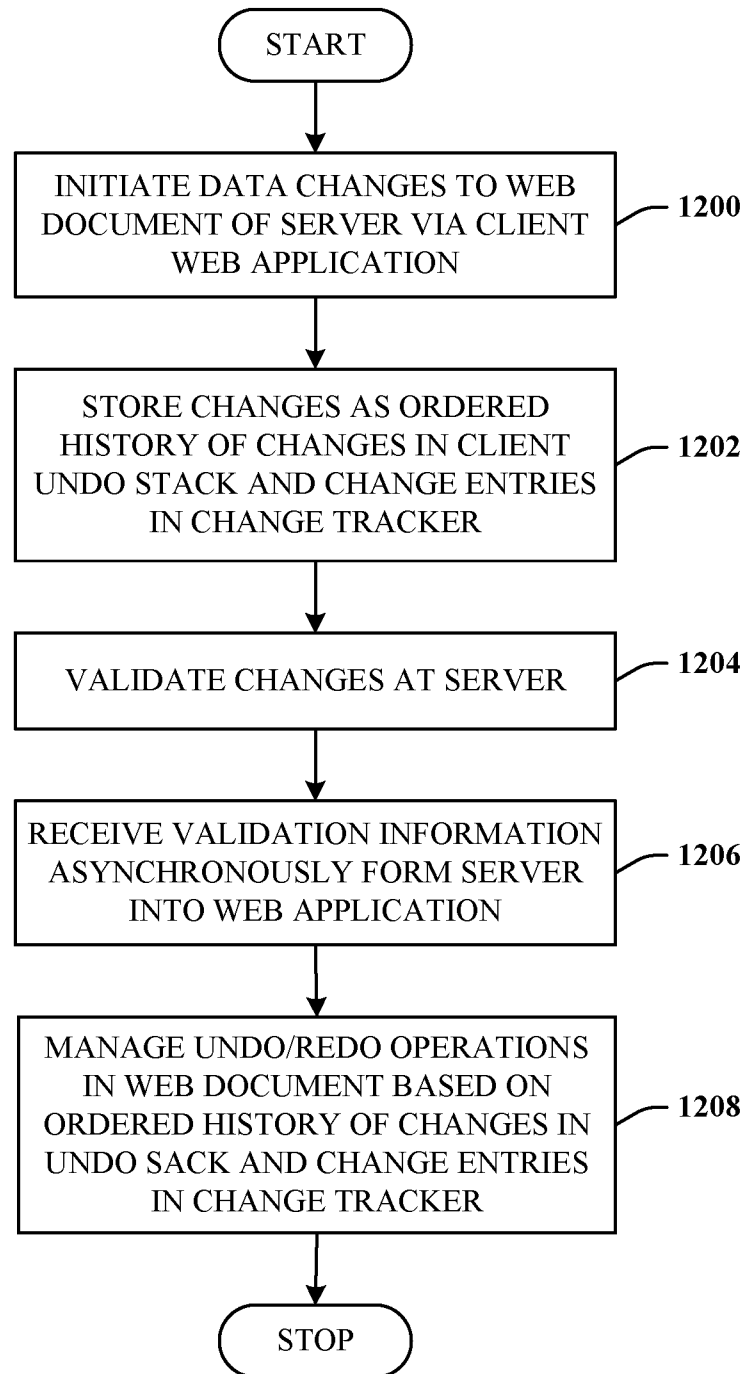 START
INITIATE DATA CHANGES TO WEB
DOCUMENT OF SERVER VIA CLIENT
WEB APPLICATION
1200
STORE CHANGES AS ORDERED
HISTORY OF CHANGES IN CLIENT
UNDO STACK AND CHANGE ENTRIES
IN CHANGE TRACKER
1202
VALIDATE CHANGES AT SERVER
1204
RECEIVE VALIDATION INFORMATION
ASYNCHRONOUSLY FORM SERVER
INTO WEB APPLICATION
1206
MANAGE UNDO/REDO OPERATIONS
IN WEB DOCUMENT BASED ON
ORDERED HISTORY OF CHANGES IN
UNDO SACK AND CHANGE ENTRIES
IN CHANGE TRACKER
1208
STOP